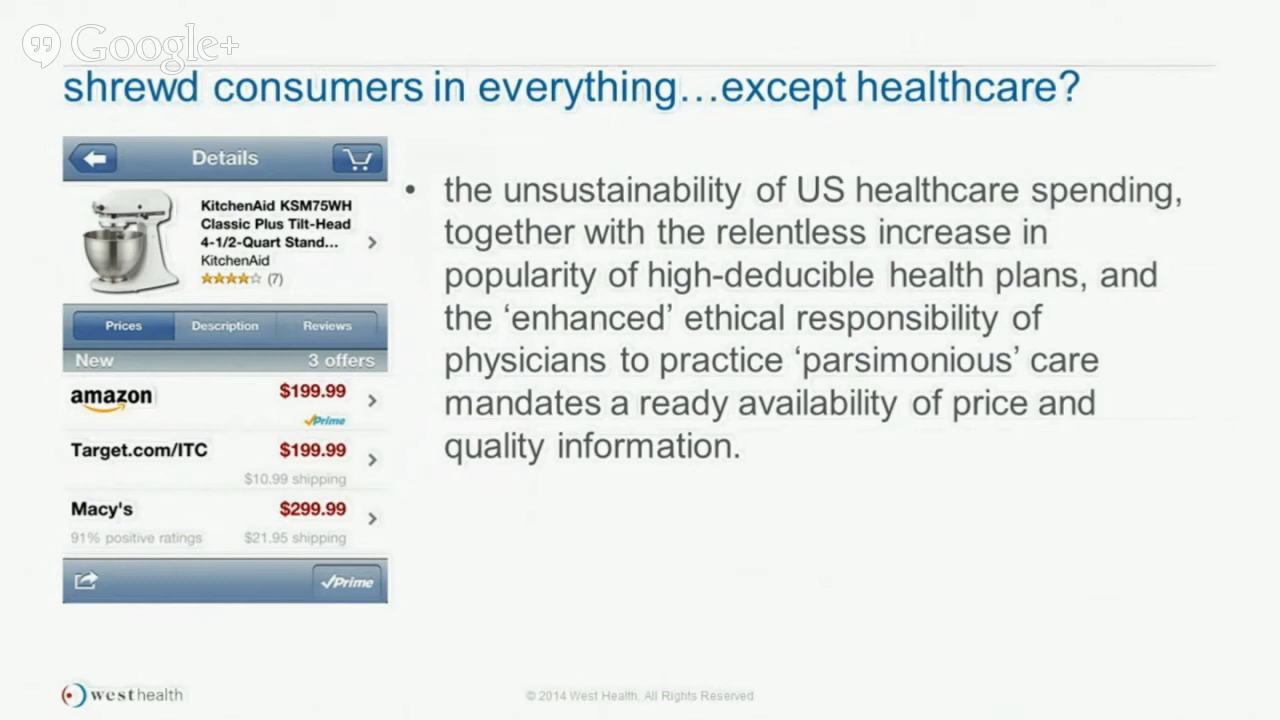 Google+
shrewd consumers in everything…except healthcare?
Details
KitchenAid KSM75WH
Classic Plus Tilt-Head
4-1/2-Quart Stand...
KitchenAid
(7)
Prices Description Reviews
New 3 offers
amazon $199.99
Prime
Target.com/ITC $199.99
$10.99 shipping
Macy's $299.99
91% positive ratings $21.95 shipping
Prime
• the unsustainability of US healthcare spending,
together with the relentless increase in
popularity of high-deducible health plans, and
the ‘enhanced’ ethical responsibility of
physicians to practice ‘parsimonious’ care
mandates a ready availability of price and
quality information.
westhealth
© 2014 West Health. All Rights Reserved